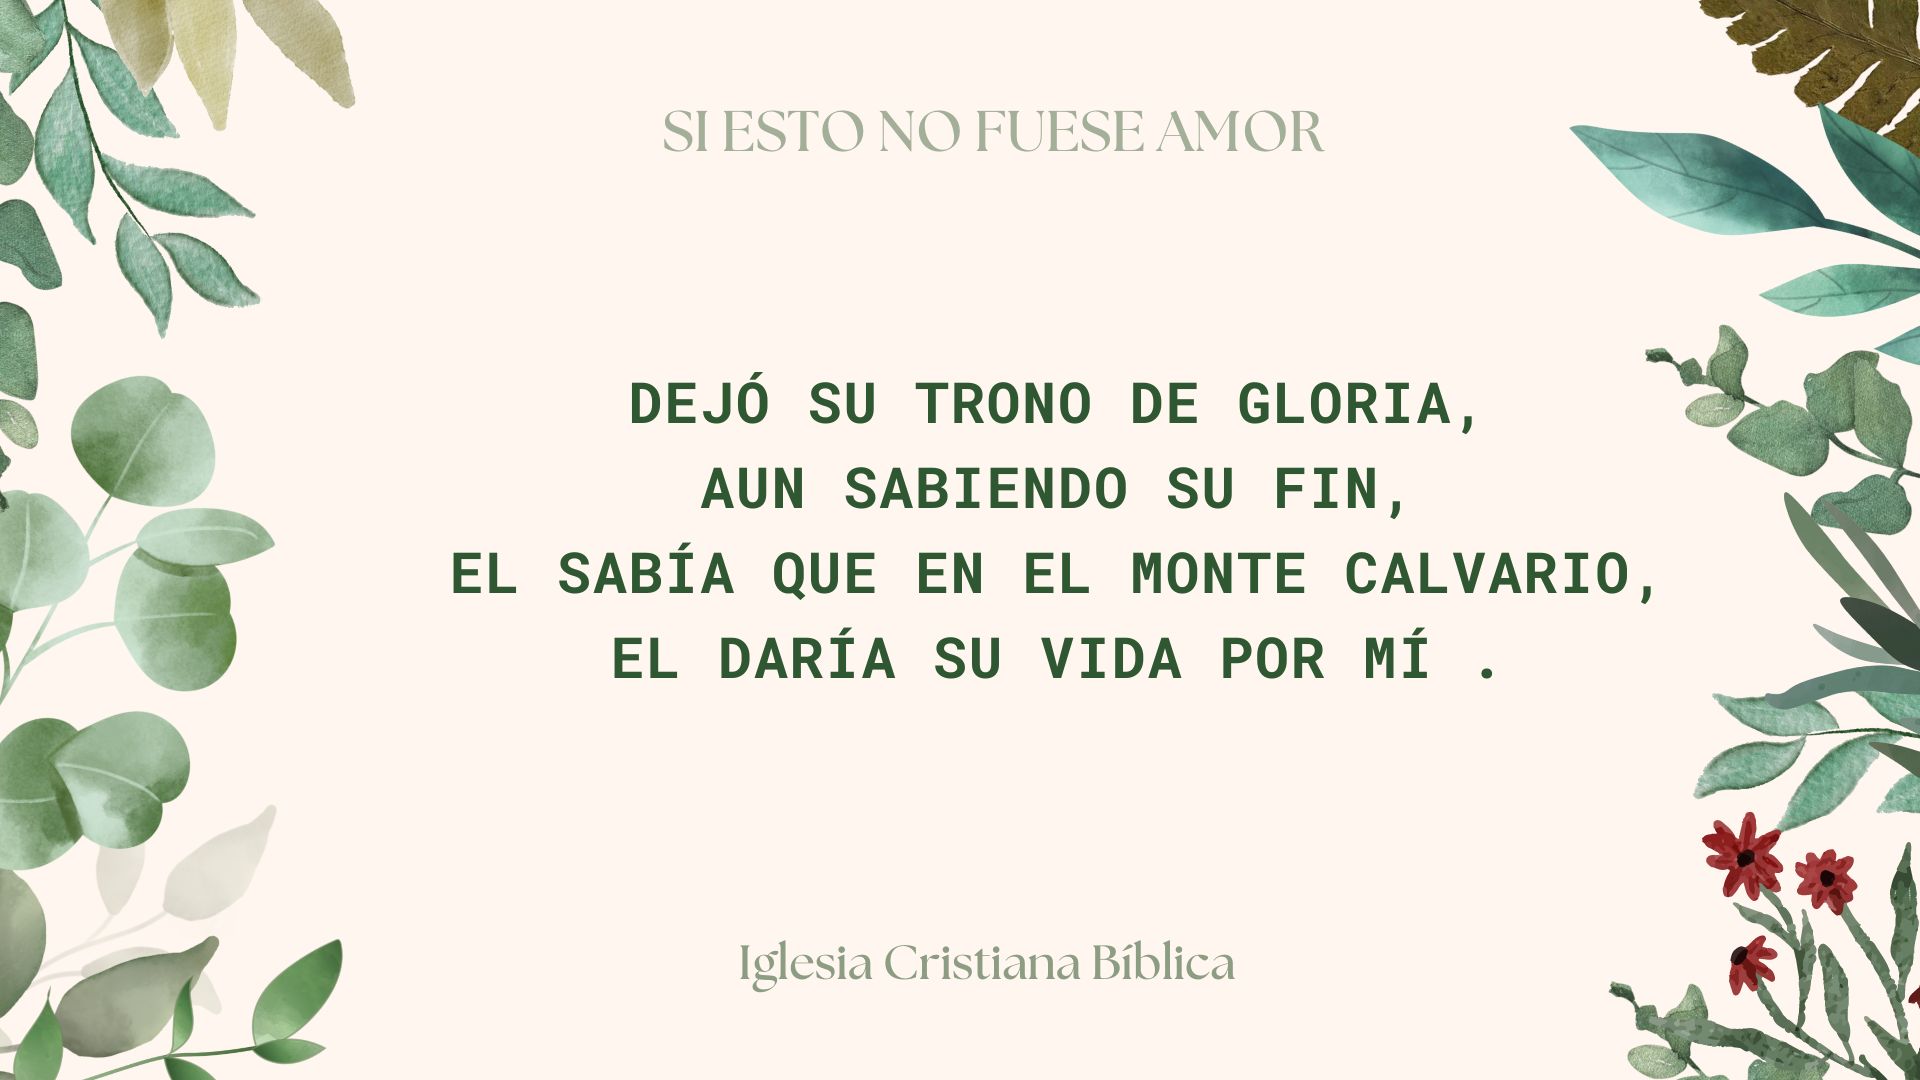 SI ESTO NO FUESE AMOR
DEJÓ SU TRONO DE GLORIA,
AUN SABIENDO SU FIN,
EL SABÍA QUE EN EL MONTE CALVARIO,
EL DARÍA SU VIDA POR MÍ .
Iglesia Cristiana Bíblica